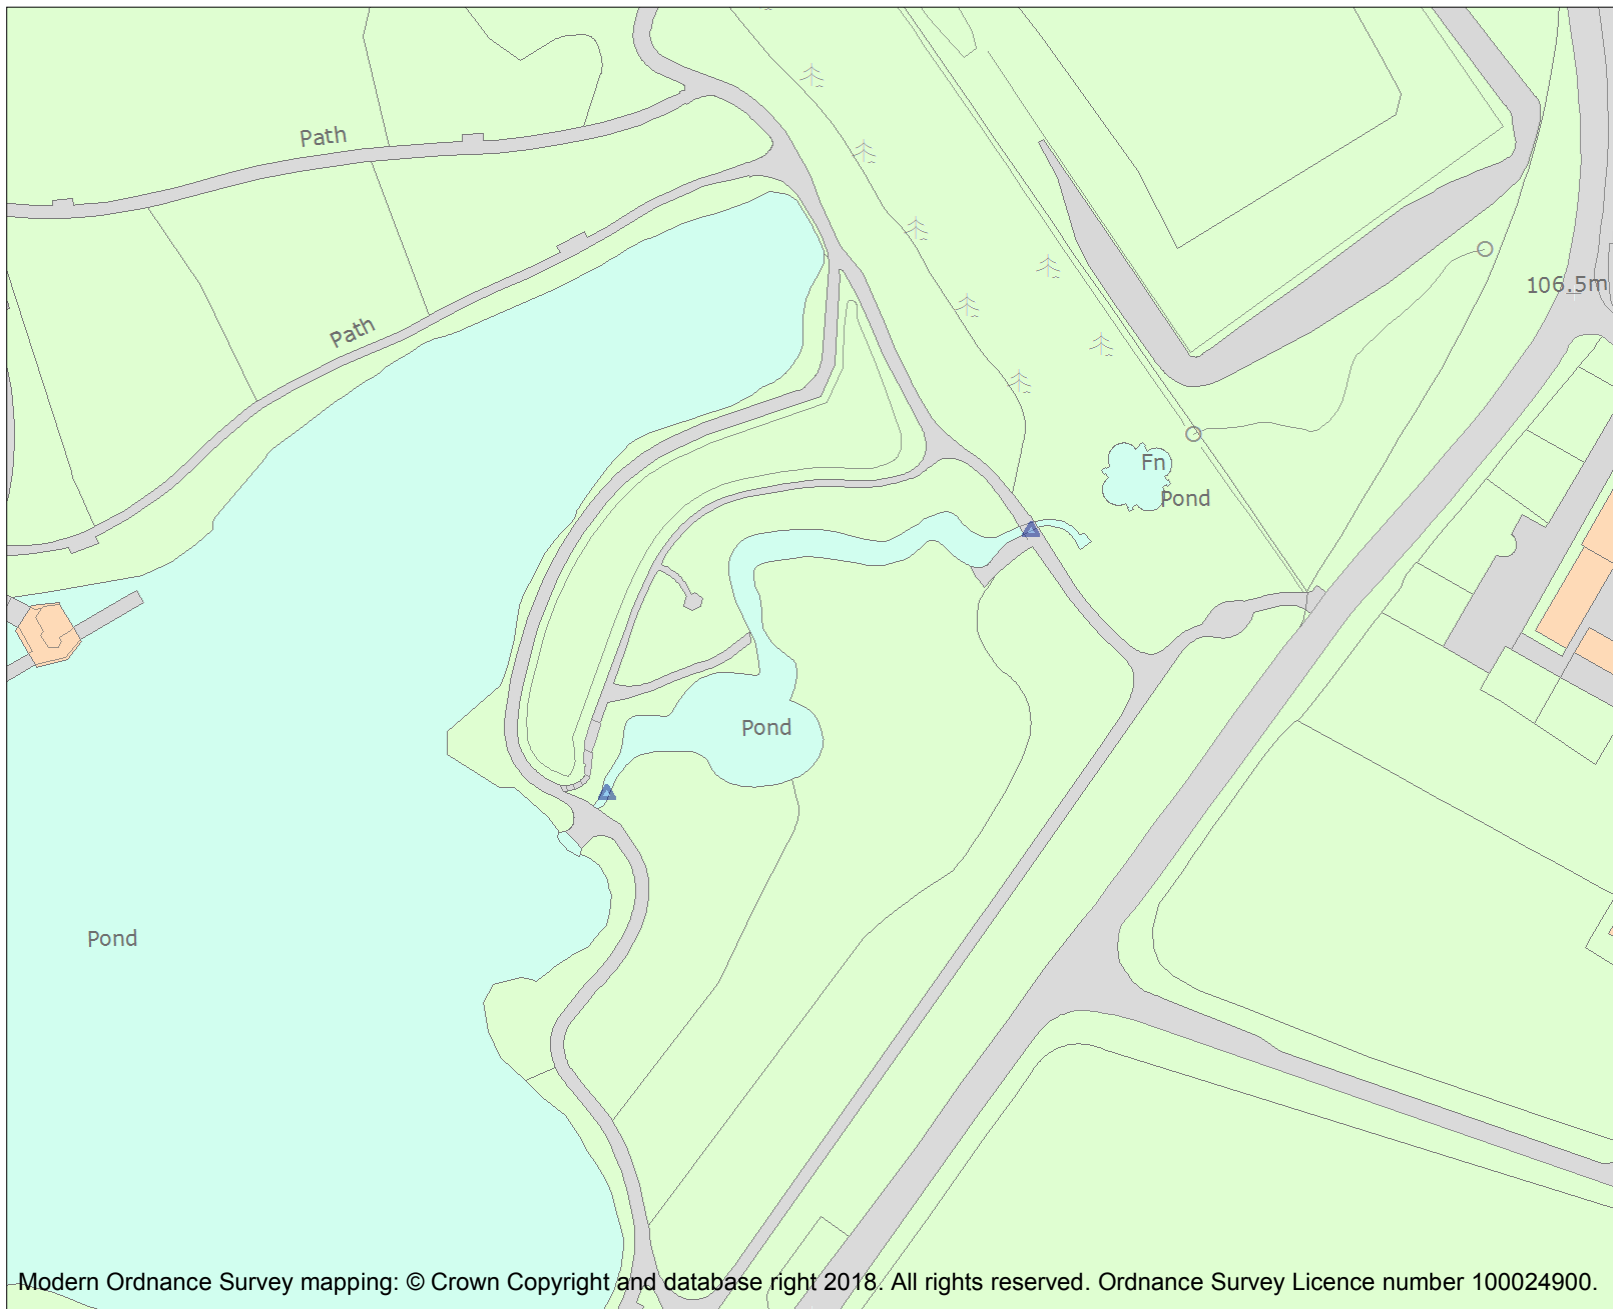 Path
106.5m
Path
Fn
Pond
Pond
Pond
Modern Ordnance Survey mapping: © Crown Copyright and database right 2018. All rights reserved. Ordnance Survey Licence number 100024900.